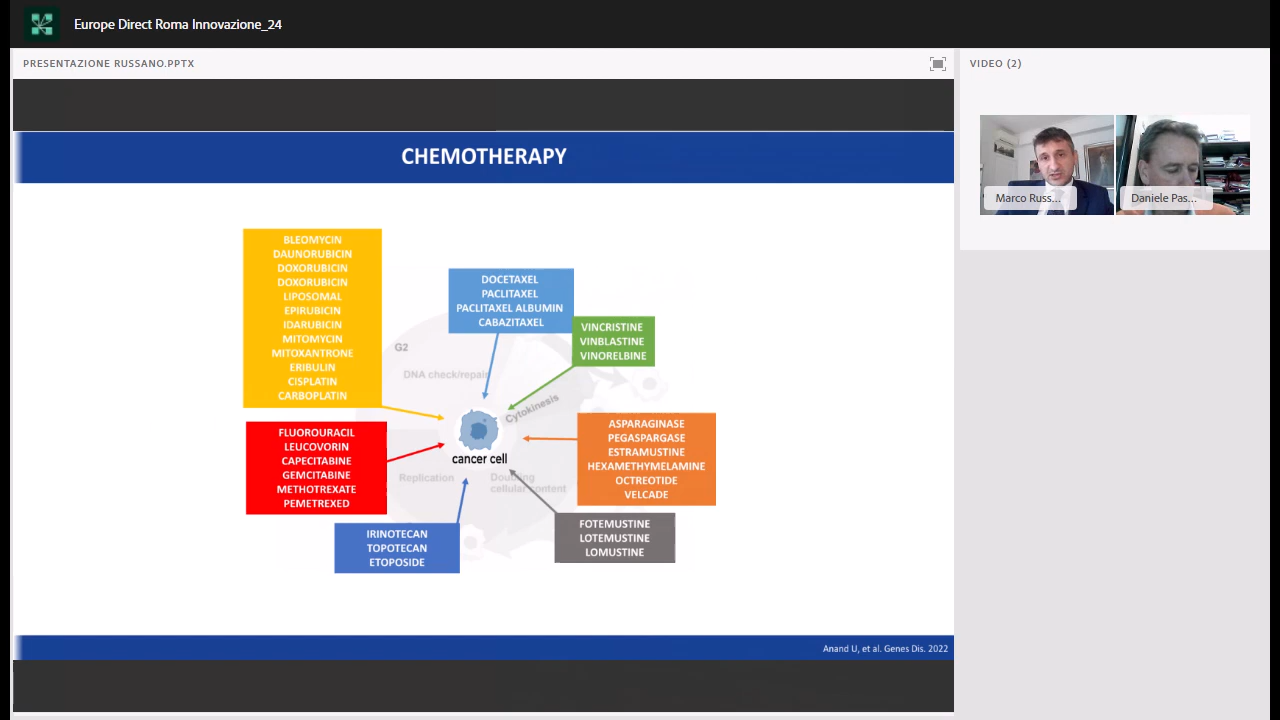 Europe Direct Roma Innovazione_24
PRESENTAZIONE RUSSANO.PPTX
VIDEO (2)
Marco Russ...
Daniele Pas...
CHEMOTHERAPY
BLEOMYCIN
DAUNORUBICIN
DOXORUBICIN
DOXORUBICIN
LIPOSOMAL
EPIRUBICIN
IDARUBICIN
MITOMYCIN
MITOXANTRONE
ERIBULIN
CISPLATIN
CARBOPLATIN
DOCETAXEL
PACLITAXEL
PACLITAXEL ALBUMIN
CABAZITAXEL
VINCRISTINE
VINBLASTINE
VINORELBINE
G2
DNA check/repair
Cytokinesis
FLUOROURACIL
LEUCOVORIN
CAPECITABINE
GEMCITABINE
METHOTREXATE
PEMETREXED
cancer cell
ASPARAGINASE
PEGASPARGASE
ESTRAMUSTINE
HEXAMETHYMELAMINE
OCTREOTIDE
VELCADE
Replication
Doubling
cellular content
IRINOTECAN
TOPOTECAN
ETOPOSIDE
FOTEMUSTINE
LOTEMUSTINE
LOMUSTINE
Anand U, et al. Genes Dis. 2022